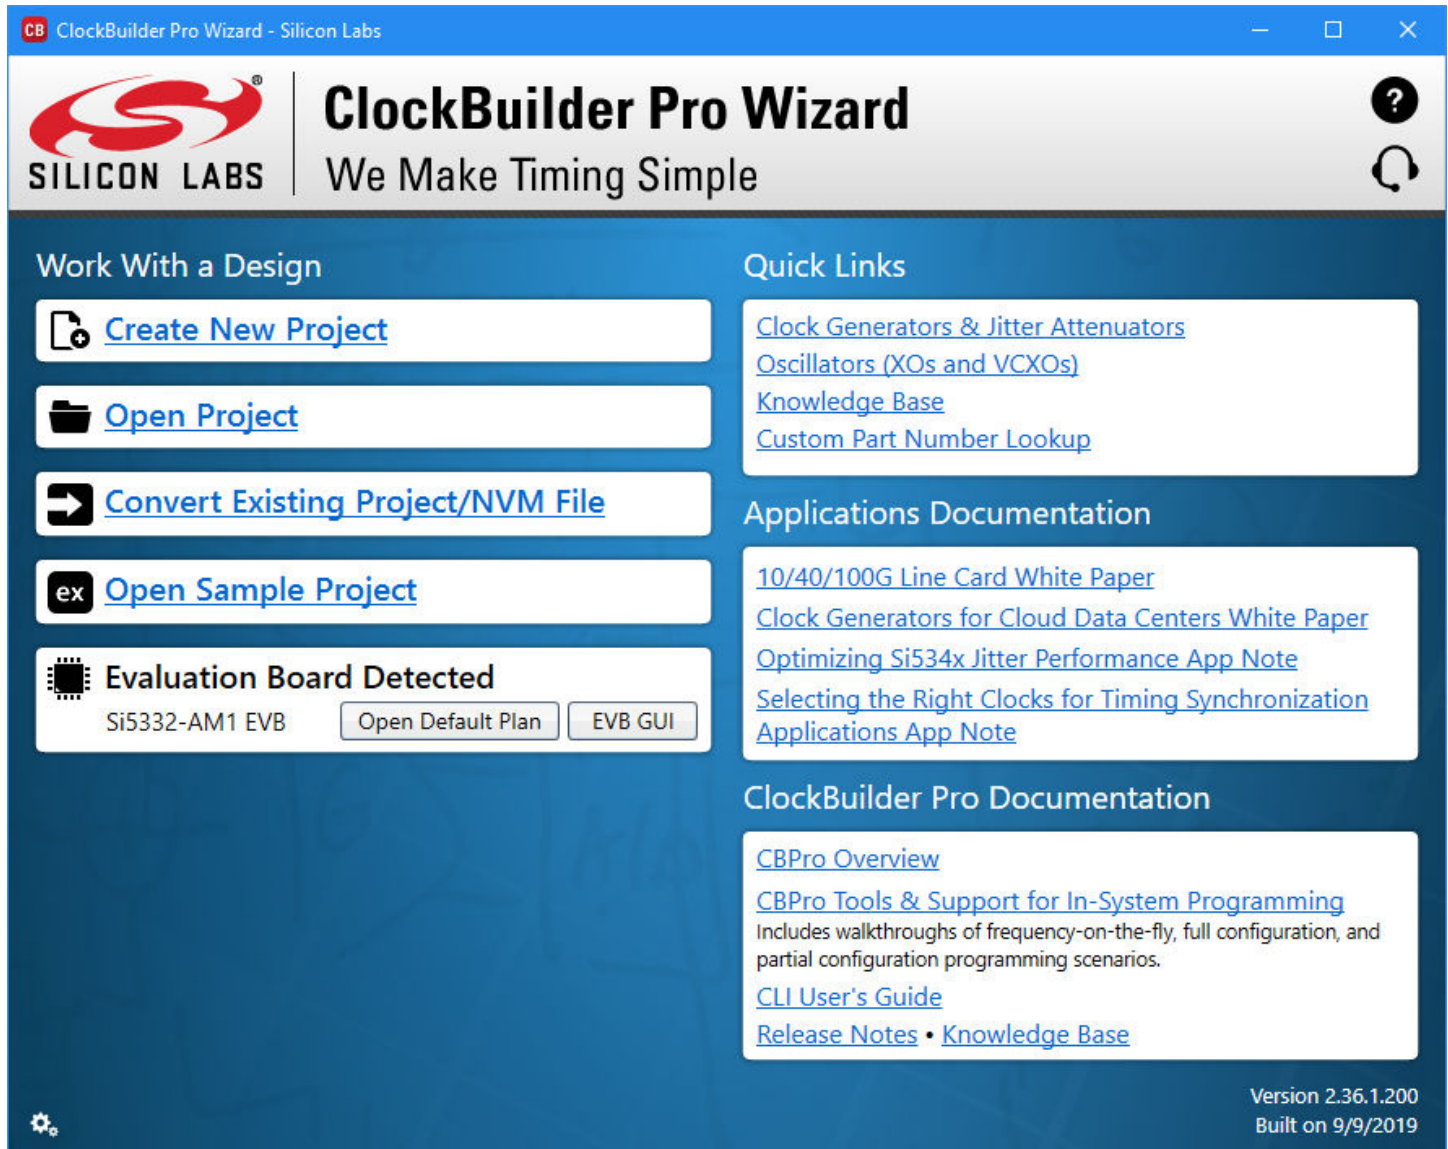 CB ClockBuilder Pro Wizard - Silicon Labs
SILICON LABS
®
ClockBuilder Pro Wizard
We Make Timing Simple
?
Work With a Design
Create New Project
Open Project
Convert Existing Project/NVM File
ex Open Sample Project
Evaluation Board Detected
Si5332-AM1 EVB Open Default Plan EVB GUI
Quick Links
Clock Generators & Jitter Attenuators
Oscillators (XOs and VCXOs)
Knowledge Base
Custom Part Number Lookup
Applications Documentation
10/40/100G Line Card White Paper
Clock Generators for Cloud Data Centers White Paper
Optimizing Si534x Jitter Performance App Note
Selecting the Right Clocks for Timing Synchronization
Applications App Note
ClockBuilder Pro Documentation
CBPro Overview
CBPro Tools & Support for In-System Programming
Includes walkthroughs of frequency-on-the-fly, full configuration, and
partial configuration programming scenarios.
CLI User's Guide
Release Notes • Knowledge Base
Version 2.36.1.200
Built on 9/9/2019